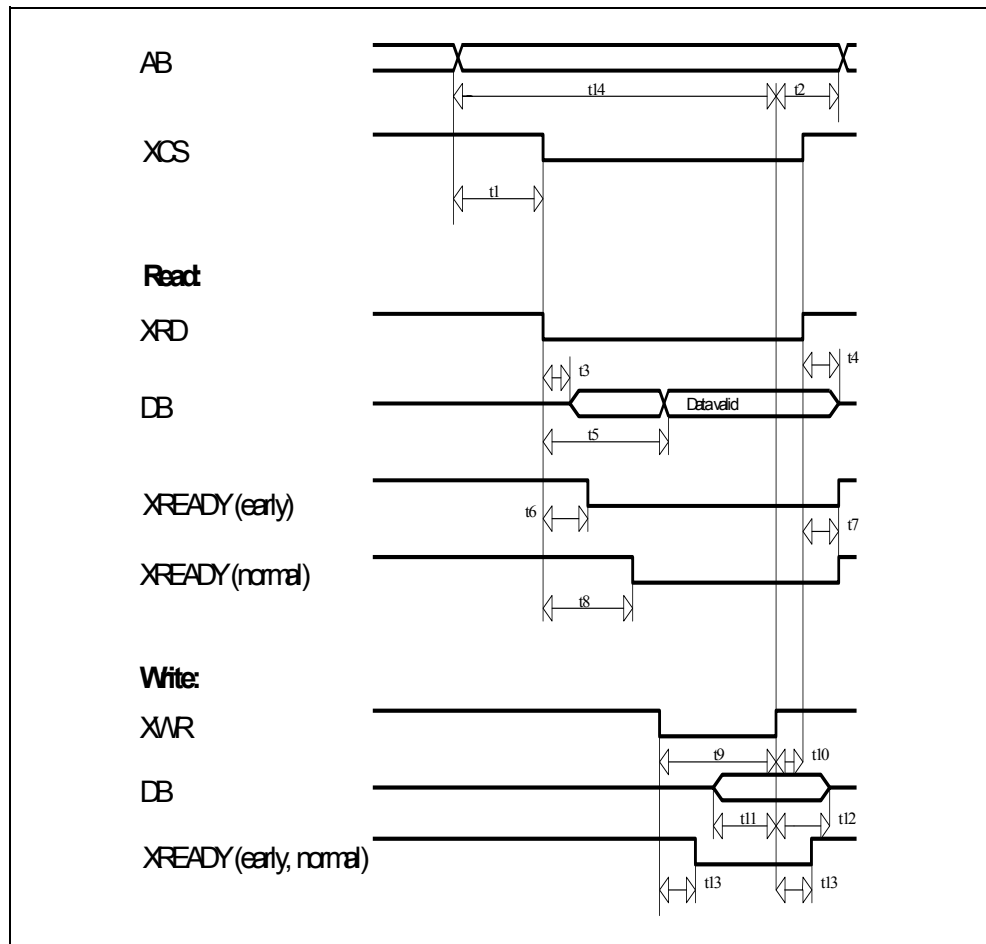 AB
t14 t2
XCS
t1
Read:
XRD
t3 t4
DB Data valid
t5
XREADY (early)
t6 t7
XREADY (normal)
t8
Write:
XWR
t9 t10
DB
t11 t12
XREADY (early, normal)
t13 t13